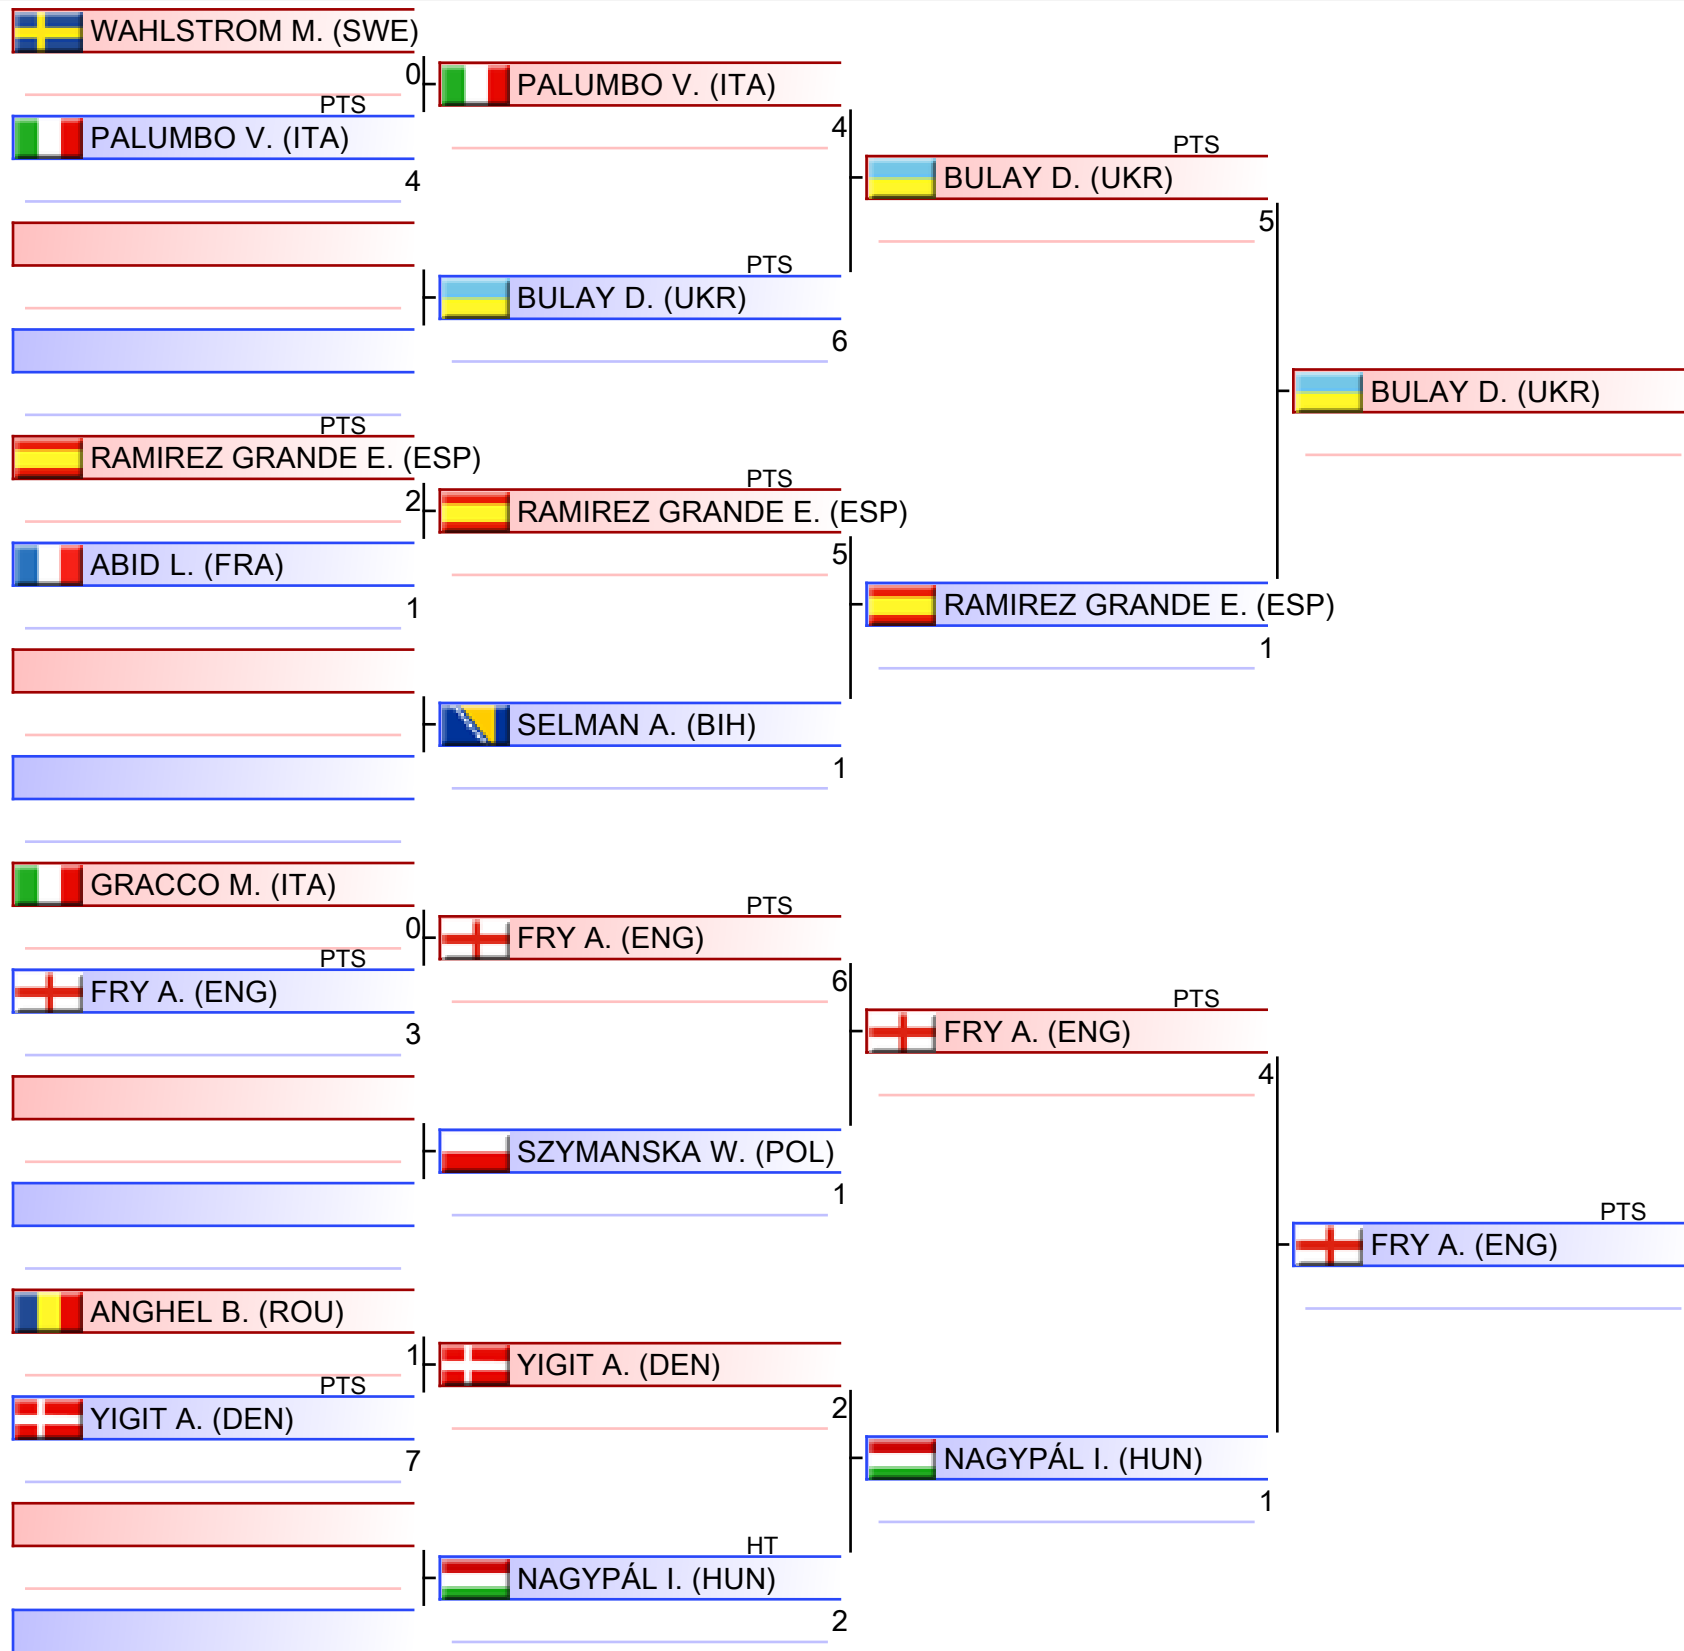 WAHLSTROM M. (SWE)
0
PTS
PALUMBO V. (ITA)
4
PTS
RAMIREZ GRANDE E. (ESP)
2
ABID L. (FRA)
1
GRACCO M. (ITA)
0
PTS
FRY A. (ENG)
3
ANGHEL B. (ROU)
1
PTS
YIGIT A. (DEN)
7
PALUMBO V. (ITA)
4
PTS
BULAY D. (UKR)
6
PTS
RAMIREZ GRANDE E. (ESP)
5
SELMAN A. (BIH)
1
PTS
FRY A. (ENG)
6
SZYMANSKA W. (POL)
1
YIGIT A. (DEN)
2
HT
NAGYPÁL I. (HUN)
2
PTS
BULAY D. (UKR)
5
RAMIREZ GRANDE E. (ESP)
1
PTS
FRY A. (ENG)
4
NAGYPÁL I. (HUN)
1
BULAY D. (UKR)
PTS
FRY A. (ENG)